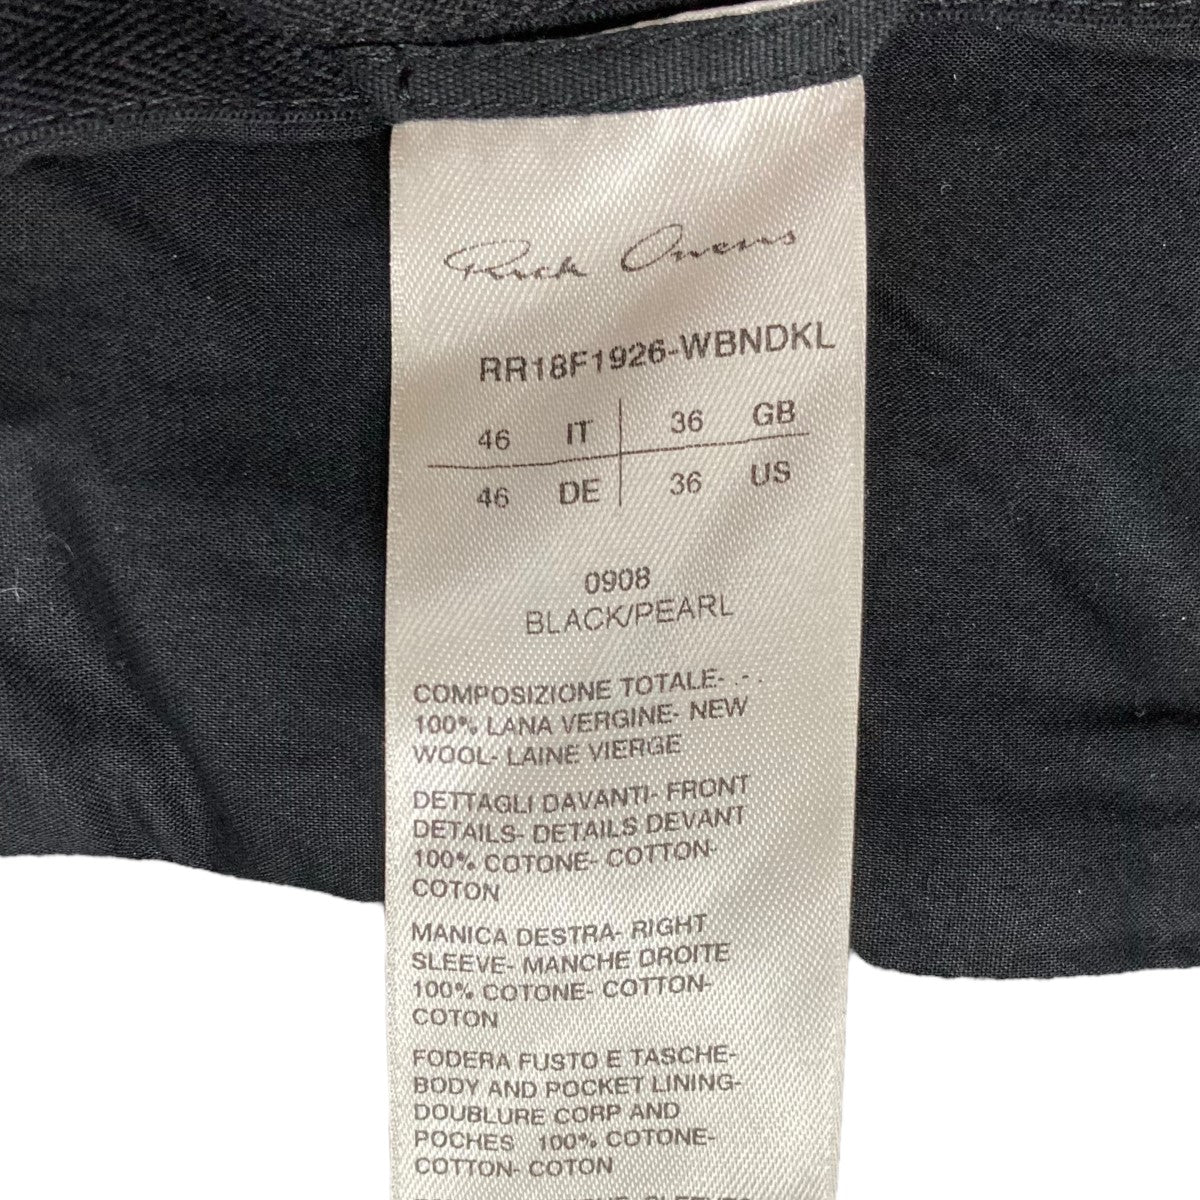 Rick Owens
RR18F1926-WBNDKL
46 IT 36 GB
46 DE 36 US
0908
BLACK/PEARL
COMPOSIZIONE TOTALE- . - .
100% LANA VERGINE- NEW
WOOL- LAINE VIERGE
DETTAGLI DAVANTI- FRONT
DETAILS- DETAILS DEVANT
100% COTONE- COTTON-
COTON
MANICA DESTRA- RIGHT
SLEEVE- MANCHE DROITE
100% COTONE- COTTON-
COTON
FODERA FUSTO E TASCHE-
BODY AND POCKET LINING-
DOUBLURE CORP AND
POCHES 100% COTONE-
COTTON- COTON